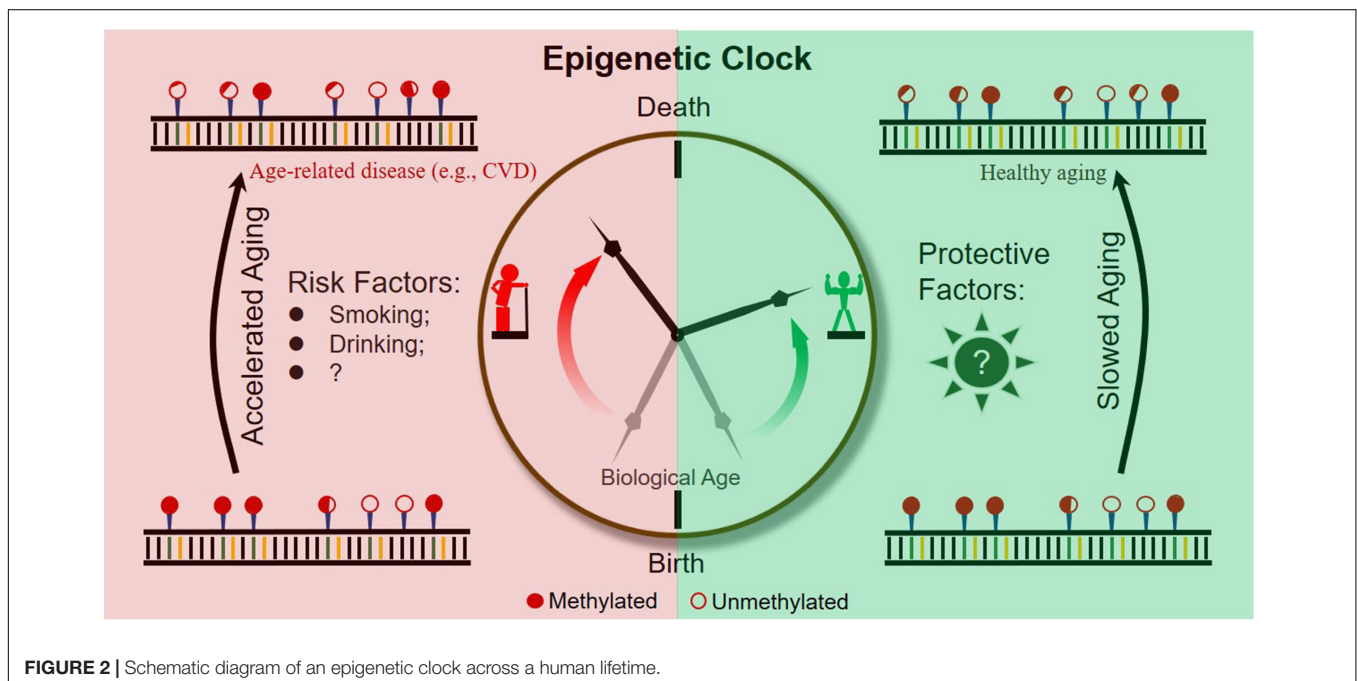 Epigenetic Clock
Death
Age-related disease (e.g., CVD)
Healthy aging
Accelerated Aging
Risk Factors:
● Smoking;
● Drinking;
● ?
Protective
Factors:
?
Slowed Aging
Biological Age
Birth
Methylated
Unmethylated
FIGURE 2 | Schematic diagram of an epigenetic clock across a human lifetime.